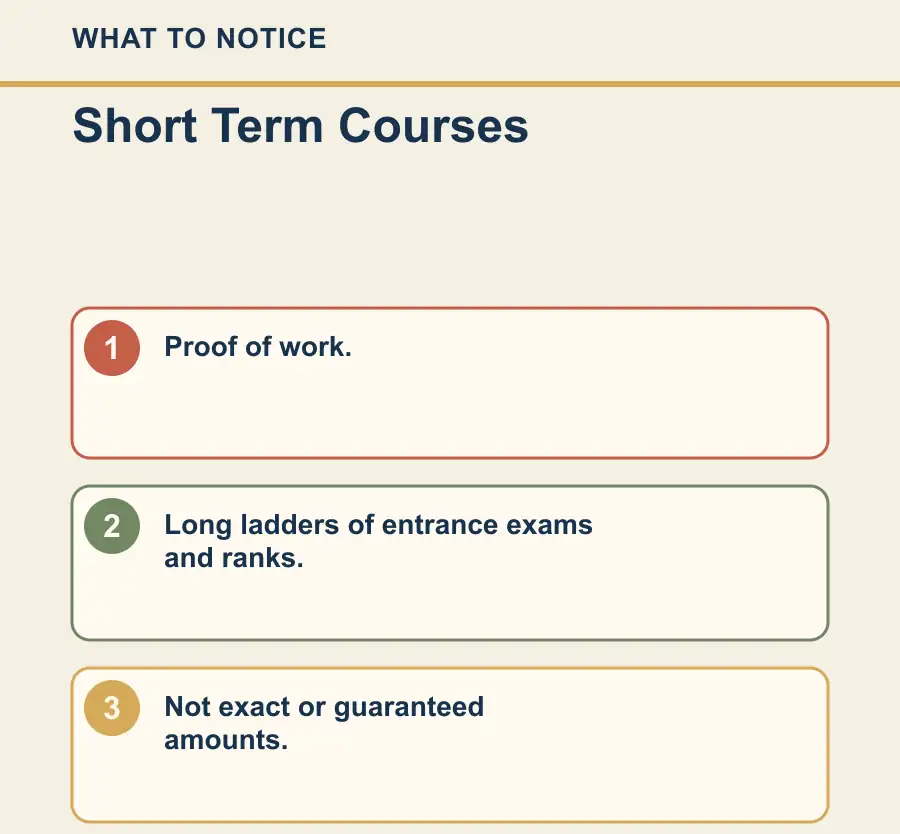 WHAT TO NOTICE
Short Term Courses
1
Proof of work.
2
Long ladders of entrance exams
and ranks.
3
Not exact or guaranteed
amounts.